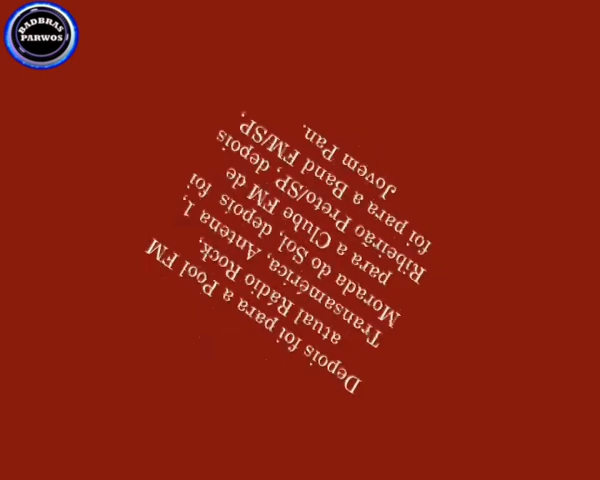 BADBRAS
PARWOS
Depois foi para a Pool FM
atual Rádio Rock,
Transamérica, Antena 1,
Morada do Sol, depois foi
para a Clube FM de
Ribeirão Preto/SP, depois
foi para a Band FM/SP,
Jovem Pan.